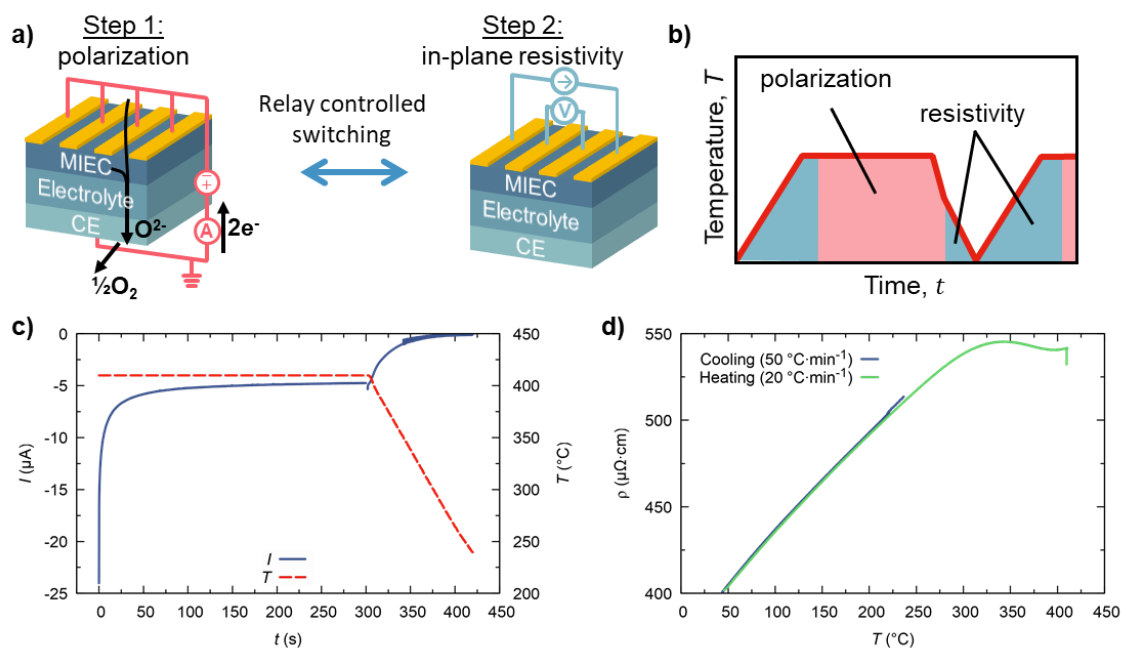 a)
Step 1:
polarization
MIEC
Electrolyte
CE
O²⁻
½O₂
A
2e⁻
Relay controlled
switching
Step 2:
in-plane resistivity
V
MIEC
Electrolyte
CE
b)
Temperature, T
polarization
resistivity
Time, t
c)
I (µA)
0
-5
-10
-15
-20
-25
450
400
350
300
250
200
T (°C)
I
T
0 50 100 150 200 250 300 350 400 450
t (s)
d)
ρ (µΩ·cm)
550
500
450
400
Cooling (50 °C·min⁻¹)
Heating (20 °C·min⁻¹)
0 50 100 150 200 250 300 350 400 450
T (°C)